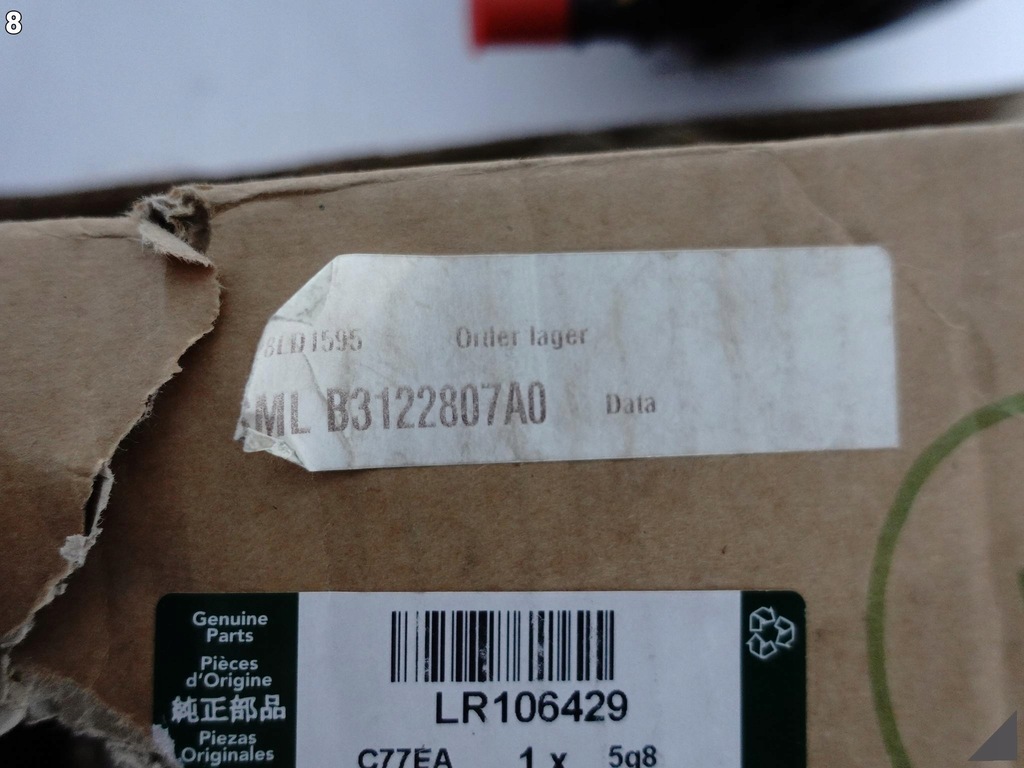 8
8LD1595 Order lager
ML B3122807A0 Data
Genuine
Parts
Pièces
d'Origine
純正部品
Piezas
Originales
LR106429
C77EA 1 x 5g8